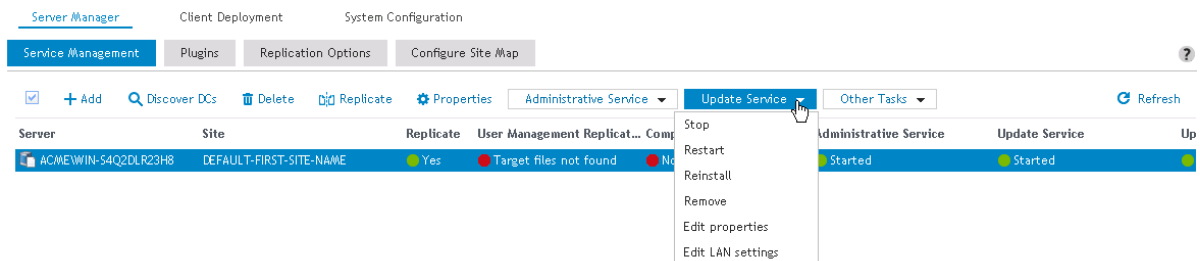 Server Manager Client Deployment System Configuration
Service Management Plugins Replication Options Configure Site Map ?
+ Add Discover DCs Delete Replicate Properties Administrative Service Update Service Other Tasks Refresh
Server Site Replicate User Management Replicat... Comp Administrative Service Update Service Up
ACME\WIN-S4Q2DLR23H8 DEFAULT-FIRST-SITE-NAME Yes Target files not found No Started Started
Stop
Restart
Reinstall
Remove
Edit properties
Edit LAN settings